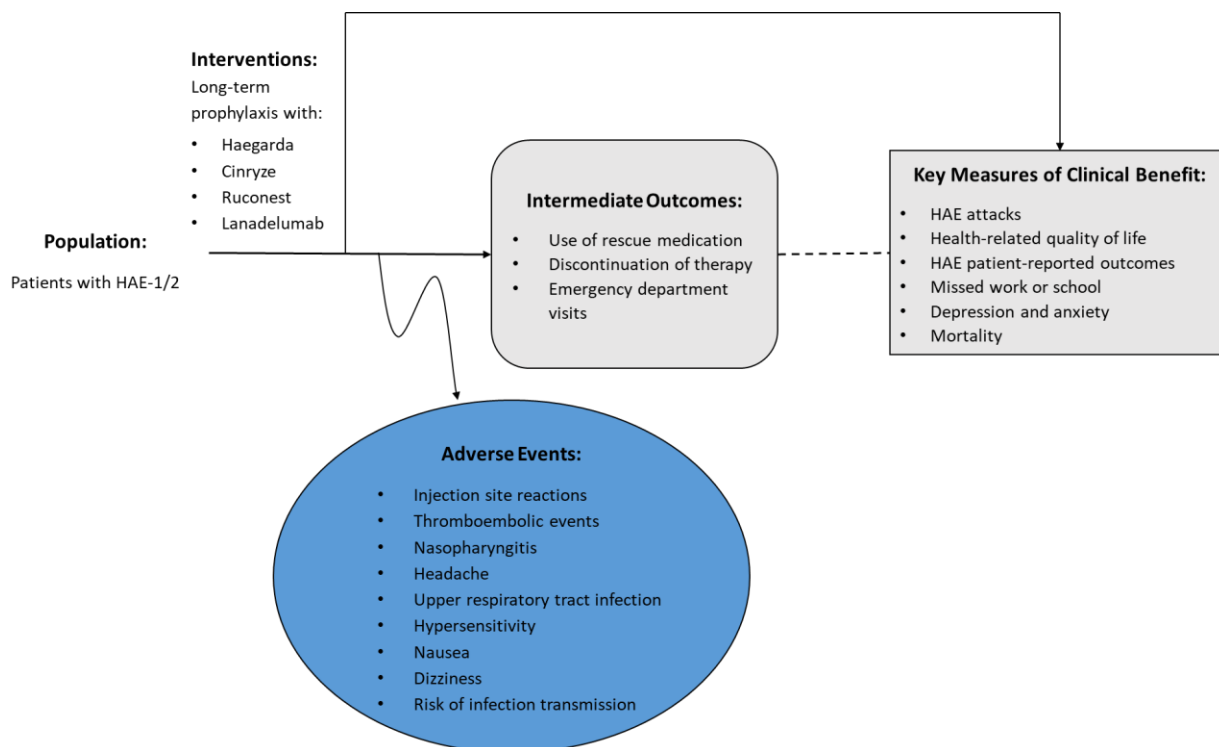 Interventions:
Long-term
prophylaxis with:
• Haegarda
• Cinryze
• Ruconest
• Lanadelumab
Population:
Patients with HAE-1/2
Intermediate Outcomes:
• Use of rescue medication
• Discontinuation of therapy
• Emergency department
visits
Key Measures of Clinical Benefit:
• HAE attacks
• Health-related quality of life
• HAE patient-reported outcomes
• Missed work or school
• Depression and anxiety
• Mortality
Adverse Events:
• Injection site reactions
• Thromboembolic events
• Nasopharyngitis
• Headache
• Upper respiratory tract infection
• Hypersensitivity
• Nausea
• Dizziness
• Risk of infection transmission